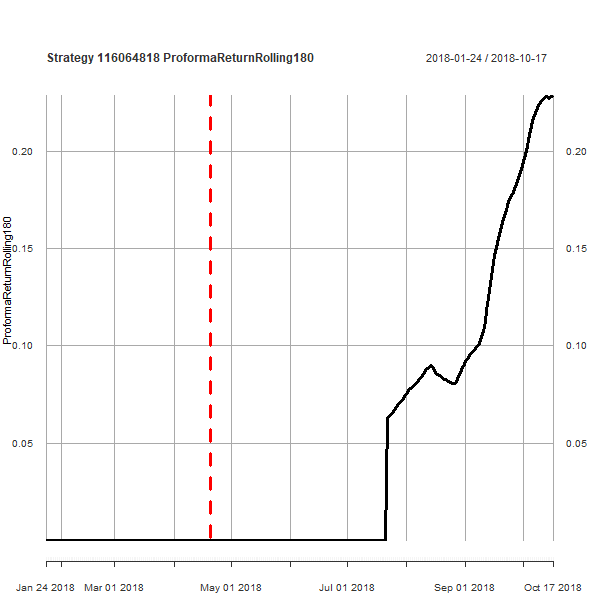 Strategy 116064818 ProformaReturnRolling180
2018-01-24 / 2018-10-17
ProformaReturnRolling180
0.20 0.20
0.15 0.15
0.10 0.10
0.05 0.05
Jan 24 2018 Mar 01 2018 May 01 2018 Jul 01 2018 Sep 01 2018 Oct 17 2018